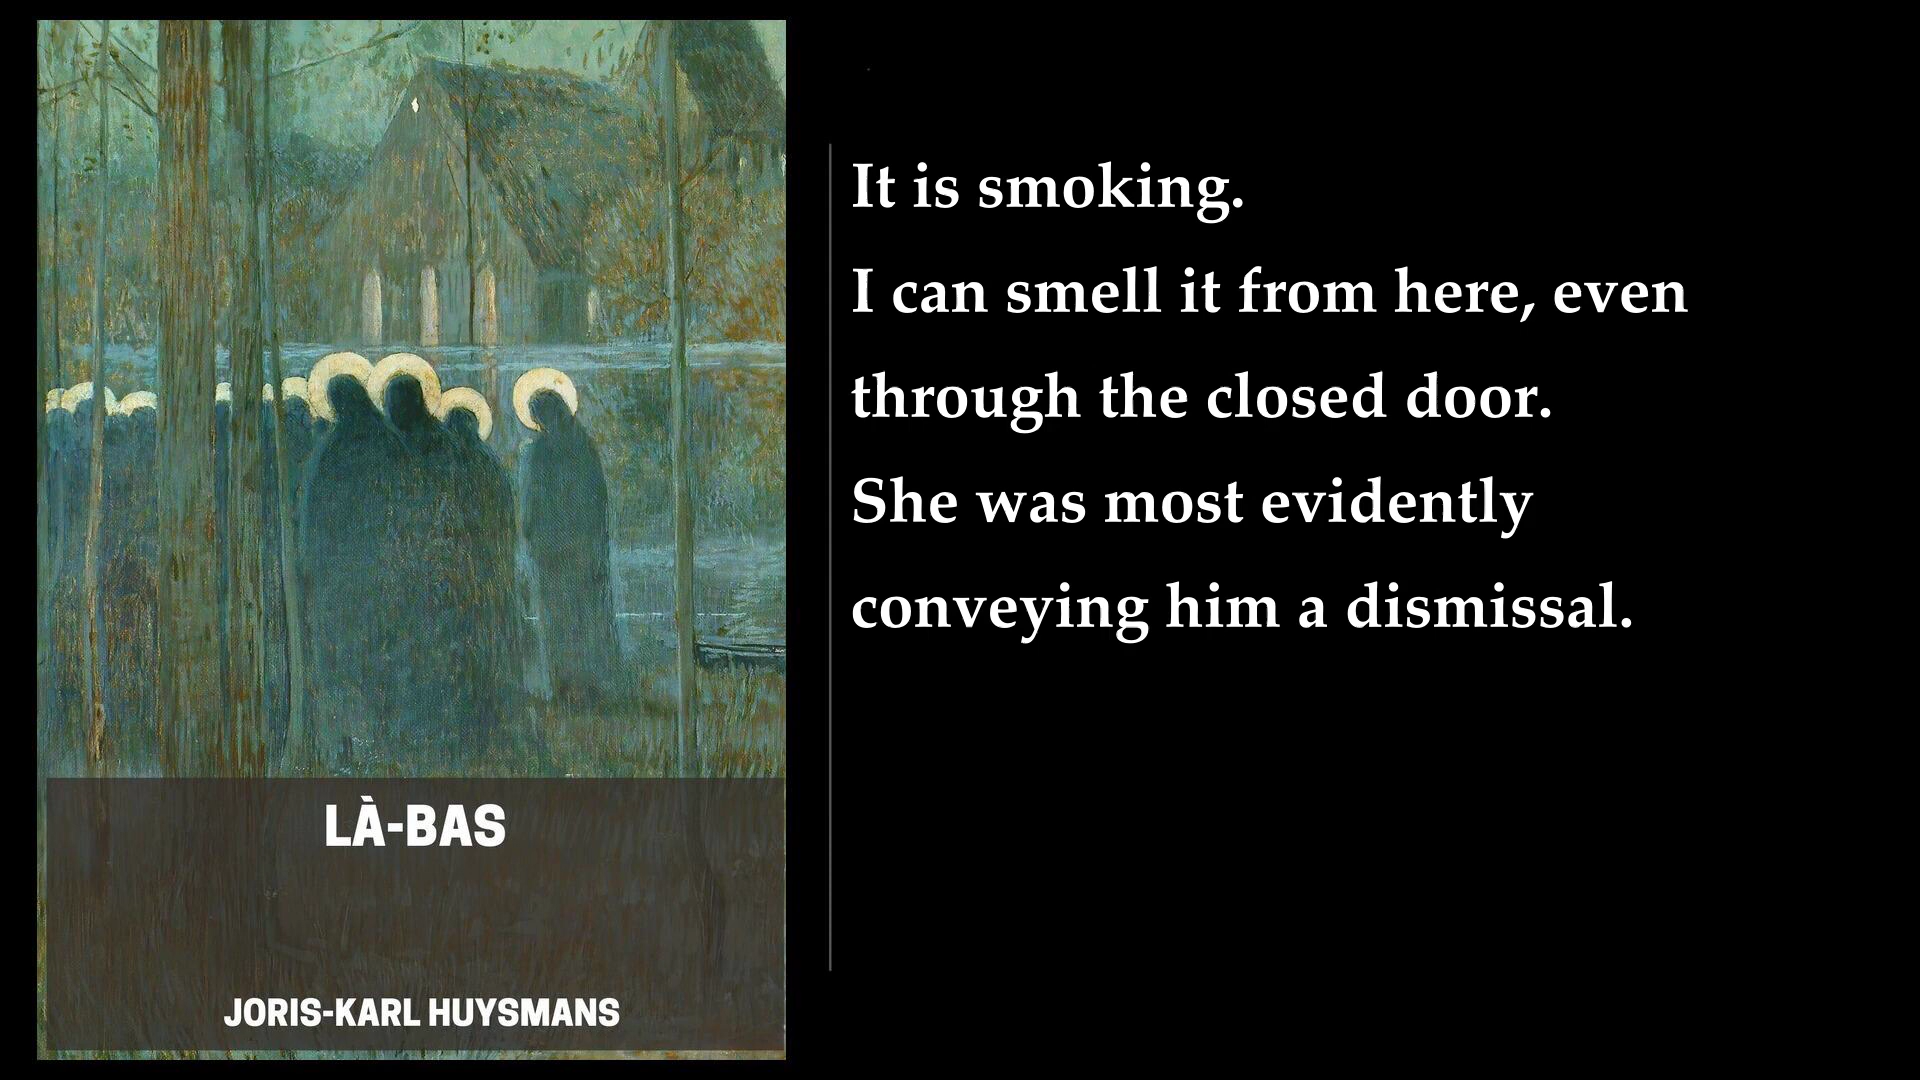 LÀ-BAS
JORIS-KARL HUYSMANS
It is smoking.
I can smell it from here, even
through the closed door.
She was most evidently
conveying him a dismissal.